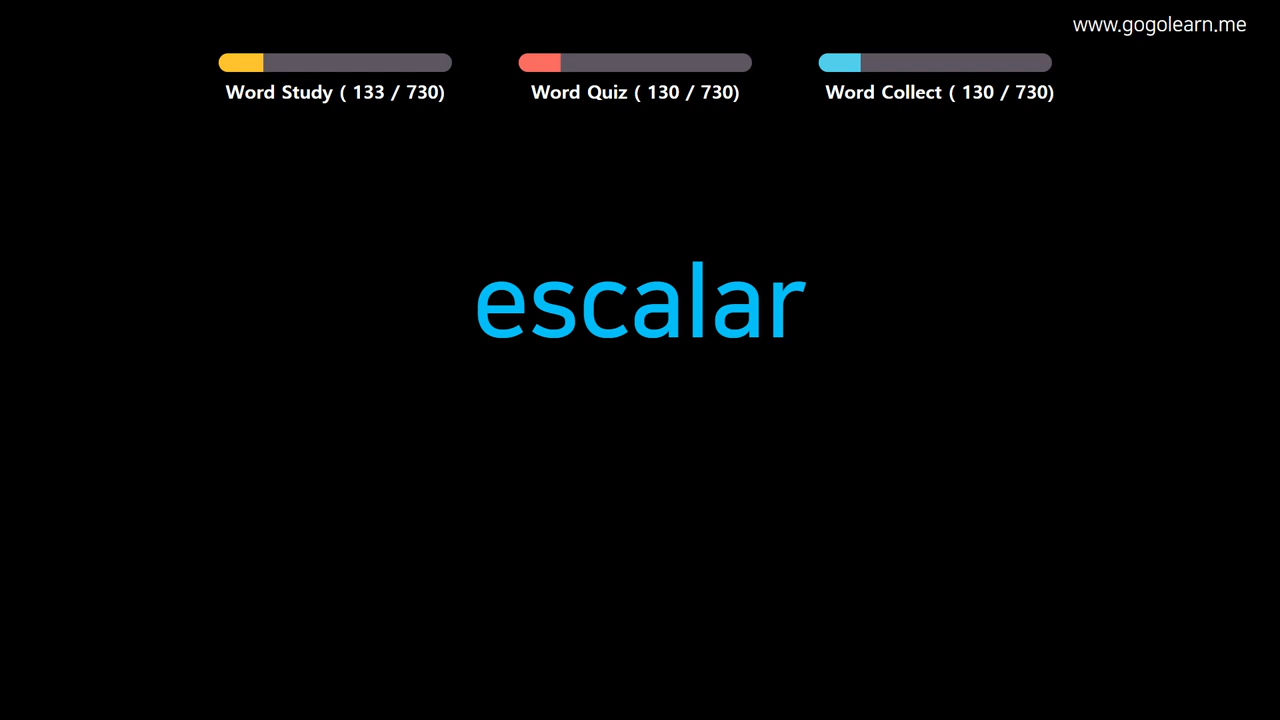 www.gogolearn.me
Word Study ( 133 / 730)
Word Quiz ( 130 / 730)
Word Collect ( 130 / 730)
escalar